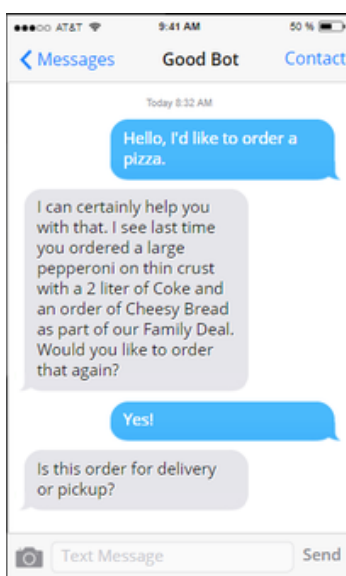 AT&T 9:41 AM 50 %
Messages Good Bot Contact
Today 8:32 AM
Hello, I'd like to order a
pizza.
I can certainly help you
with that. I see last time
you ordered a large
pepperoni on thin crust
with a 2 liter of Coke and
an order of Cheesy Bread
as part of our Family Deal.
Would you like to order
that again?
Yes!
Is this order for delivery
or pickup?
Text Message Send